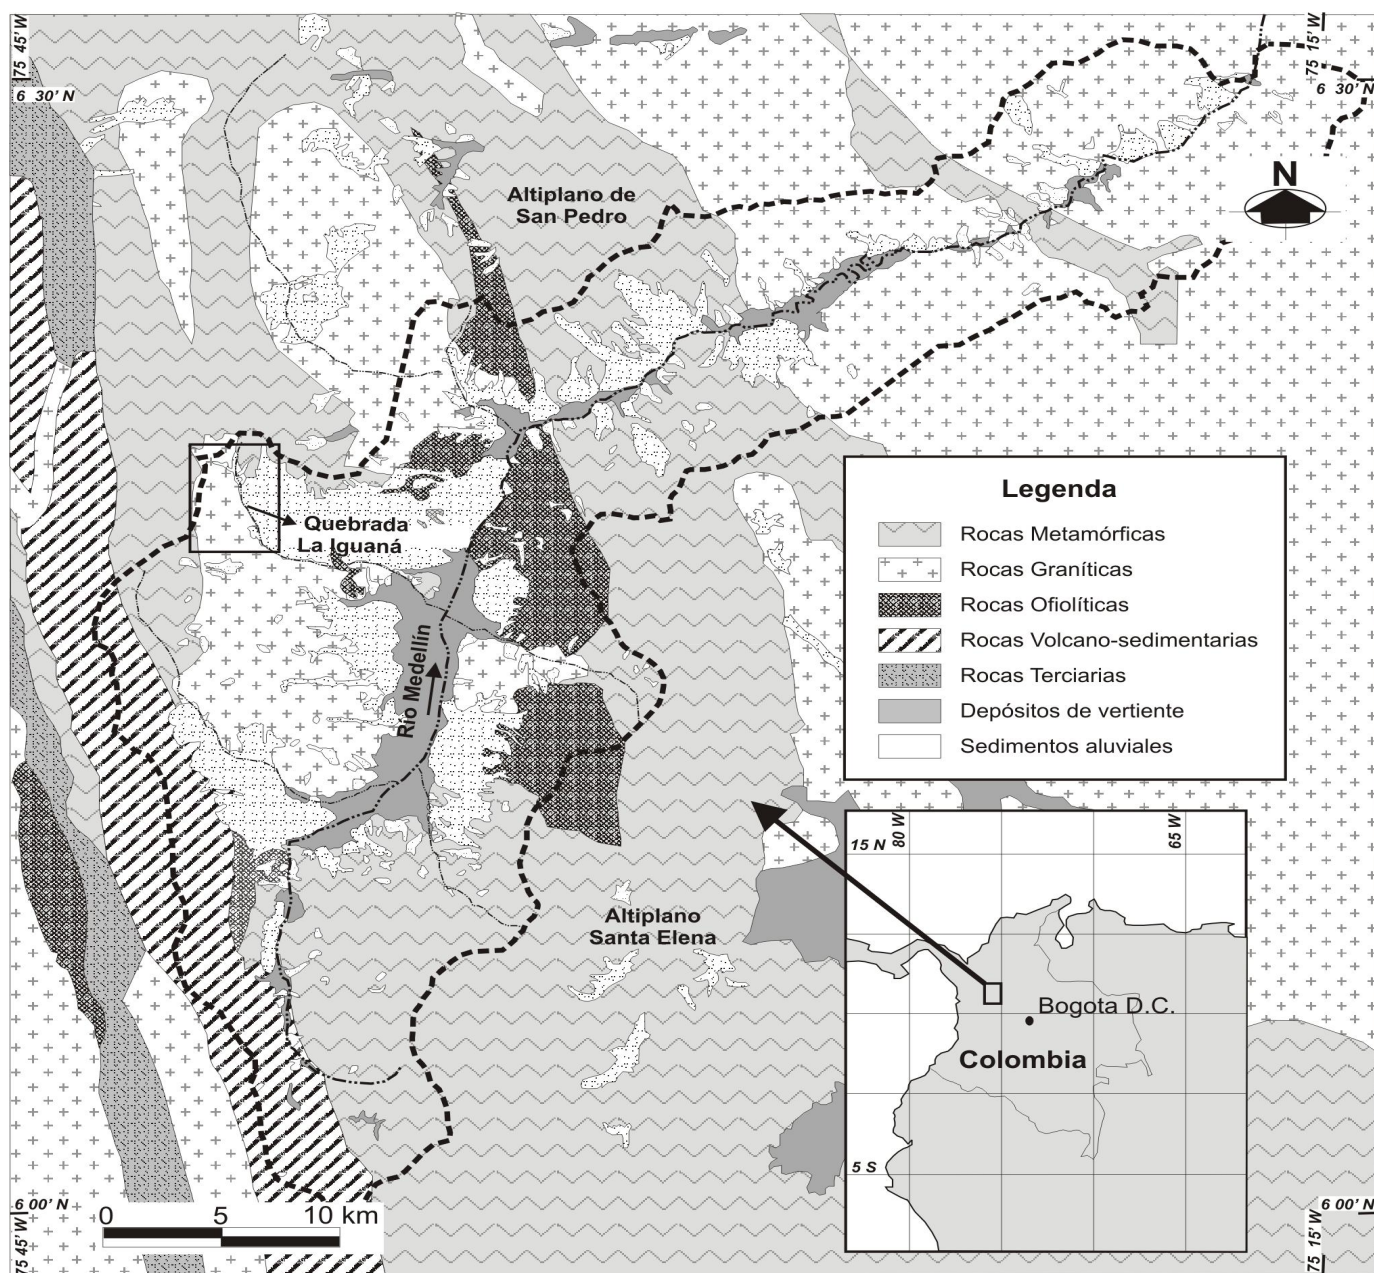 75 45' W
6 30' N
75 15' W
6 30' N
N
Altiplano de
San Pedro
Quebrada
La Iguaná
Río Medellín
Altiplano
Santa Elena
Legenda
Rocas Metamórficas
Rocas Graníticas
Rocas Ofiolíticas
Rocas Volcano-sedimentarias
Rocas Terciarias
Depósitos de vertiente
Sedimentos aluviales
15 N
80 W
65 W
Bogota D.C.
Colombia
5 S
6 00' N
75 45' W
0 5 10 km
6 00' N
75 15' W